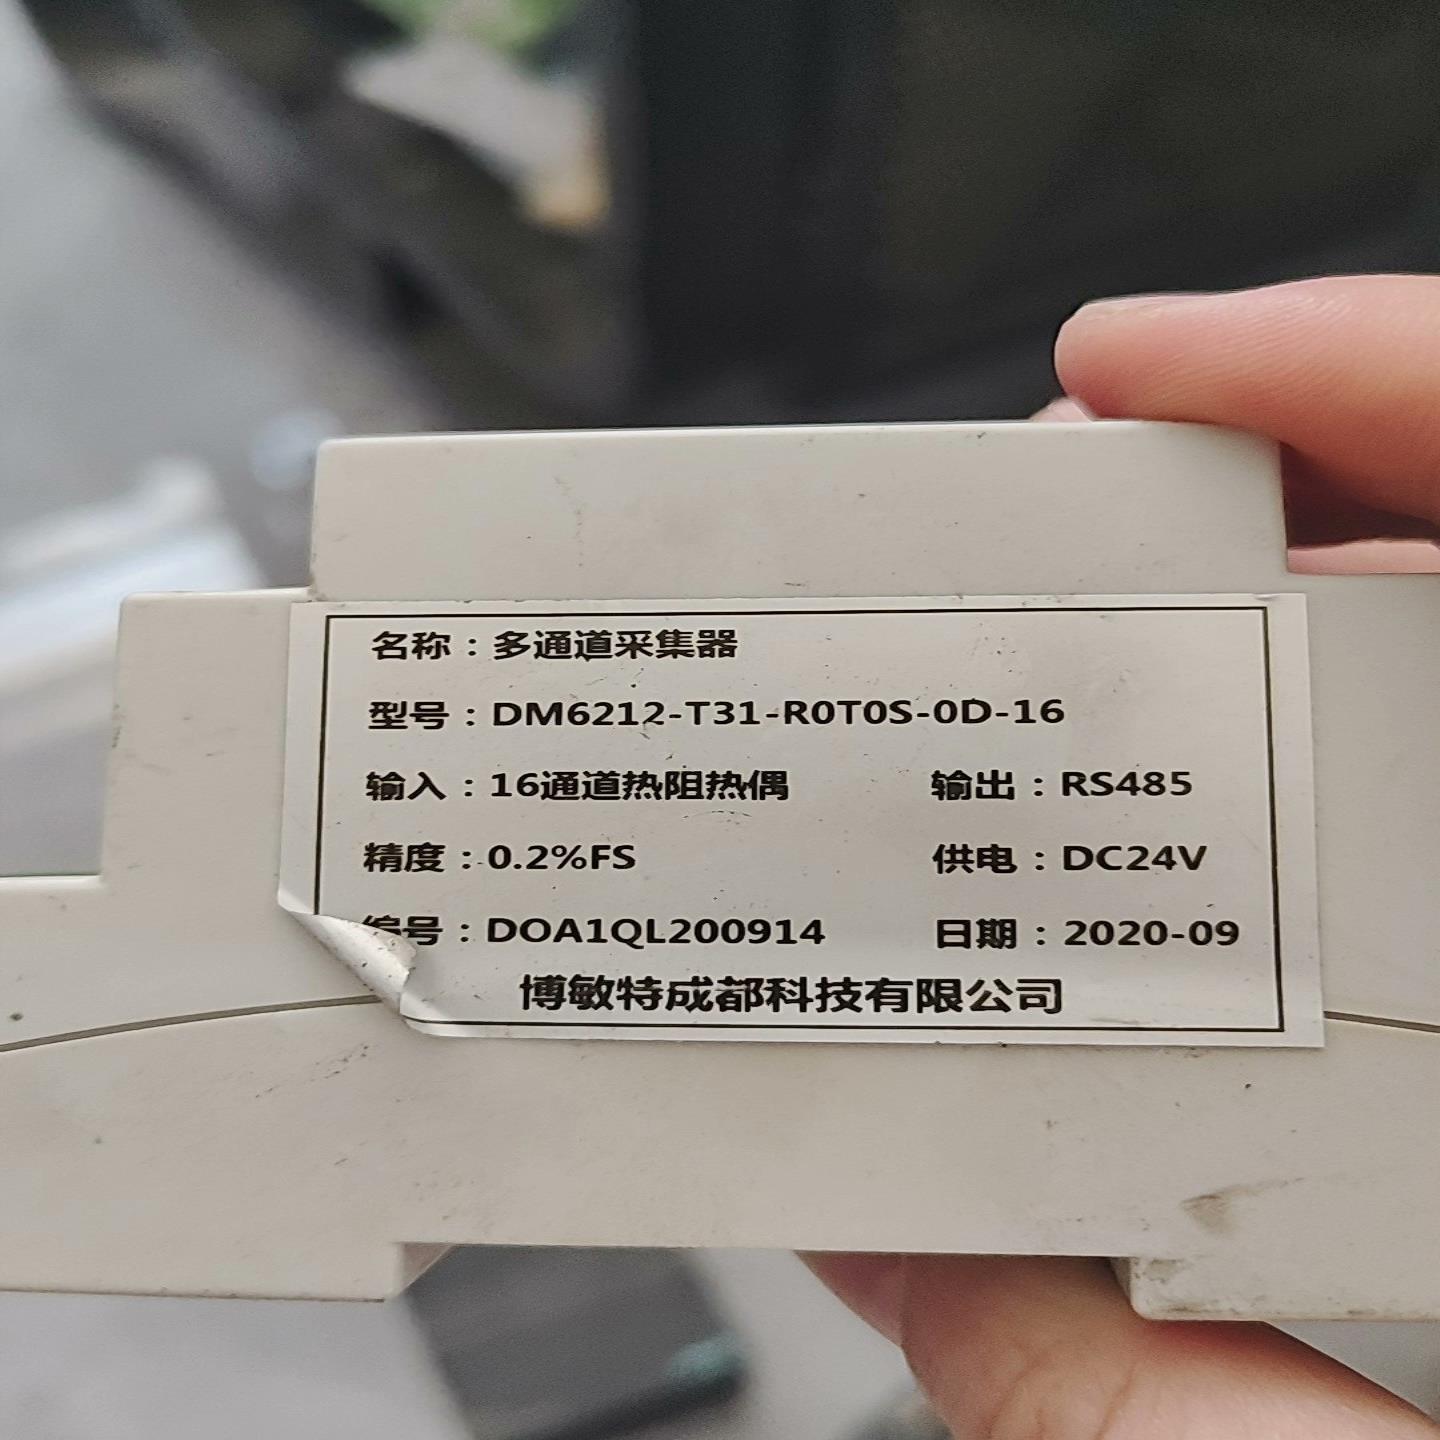 名称：多通道采集器
型号：DM6212-T31-R0T0S-0D-16
输入：16通道热阻热偶 输出：RS485
精度：0.2%FS 供电：DC24V
编号：DOA1QL200914 日期：2020-09
博敏特成都科技有限公司